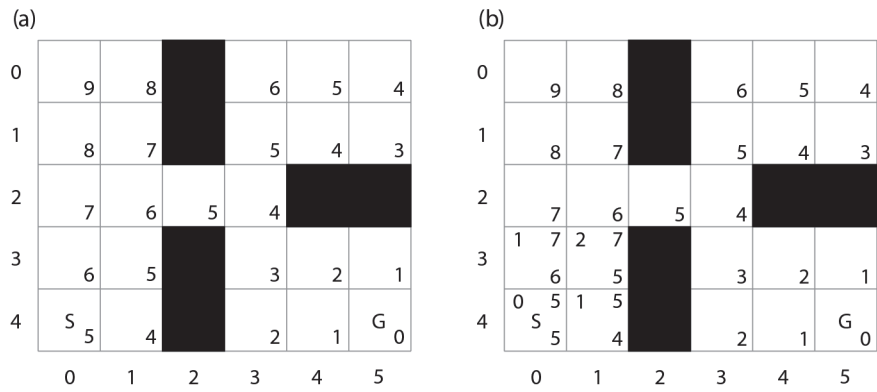 (a) (b)
0 9 8 6 5 4 0 9 8 6 5 4
1 8 7 5 4 3 1 8 7 5 4 3
2 7 6 5 4 2 7 6 5 4
1 7 2 7
3 6 5 3 2 1 3 6 5 3 2 1
0 5 1 5
4 S 5 4 2 1 G 0 4 S 5 4 2 1 G 0
0 1 2 3 4 5 0 1 2 3 4 5